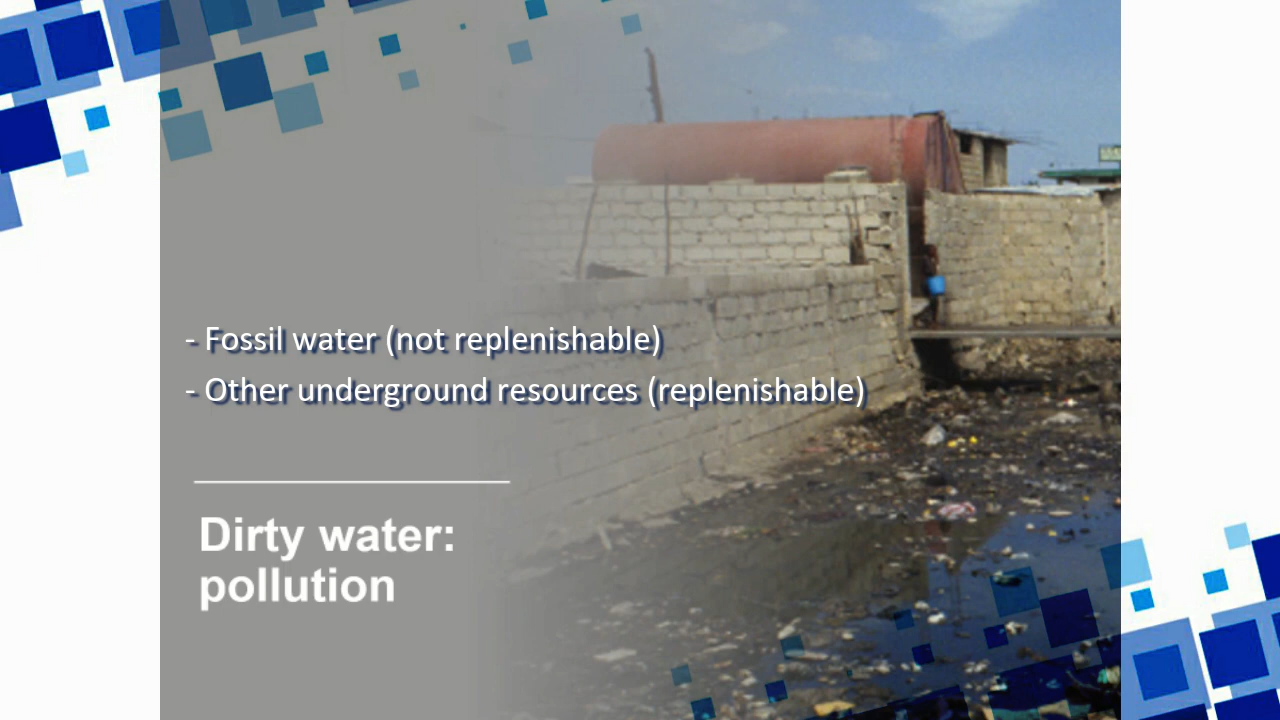 - Fossil water (not replenishable)
- Other underground resources (replenishable)
Dirty water:
pollution